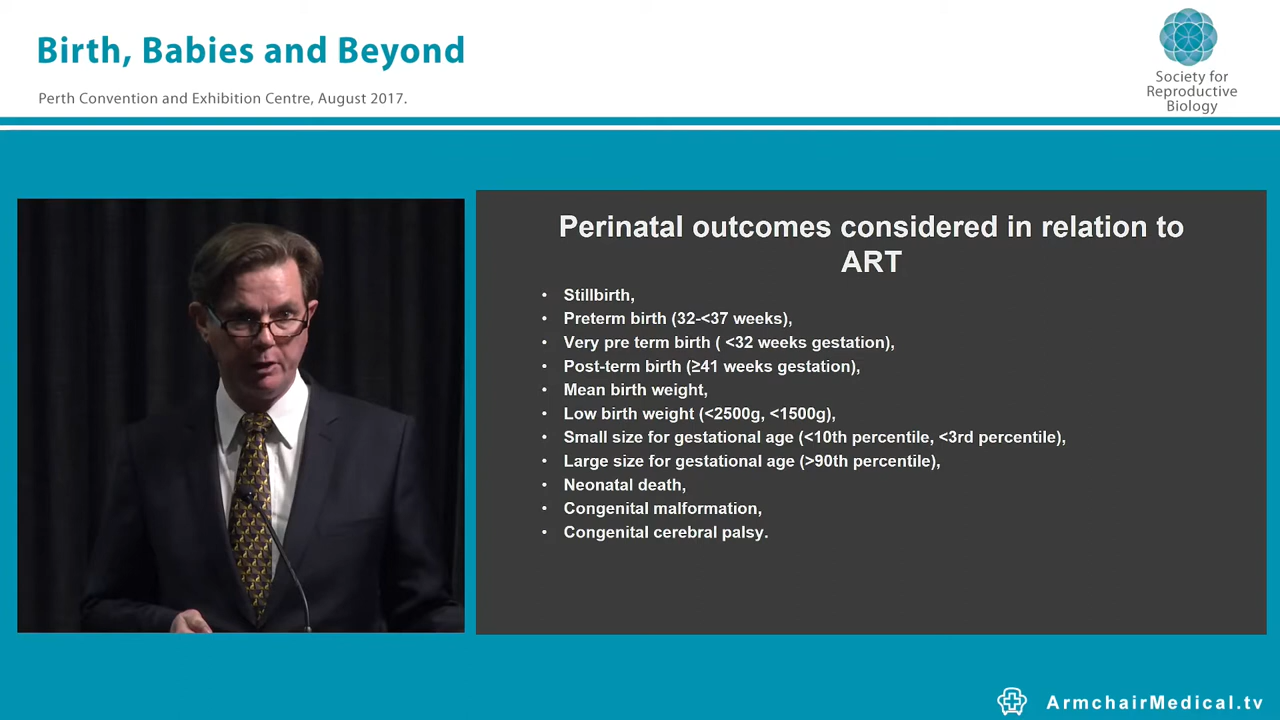 Birth, Babies and Beyond
Perth Convention and Exhibition Centre, August 2017.
Society for
Reproductive
Biology
Perinatal outcomes considered in relation to
ART
• Stillbirth,
• Preterm birth (32-<37 weeks),
• Very pre term birth ( <32 weeks gestation),
• Post-term birth (≥41 weeks gestation),
• Mean birth weight,
• Low birth weight (<2500g, <1500g),
• Small size for gestational age (<10th percentile, <3rd percentile),
• Large size for gestational age (>90th percentile),
• Neonatal death,
• Congenital malformation,
• Congenital cerebral palsy.
ArmchairMedical.tv